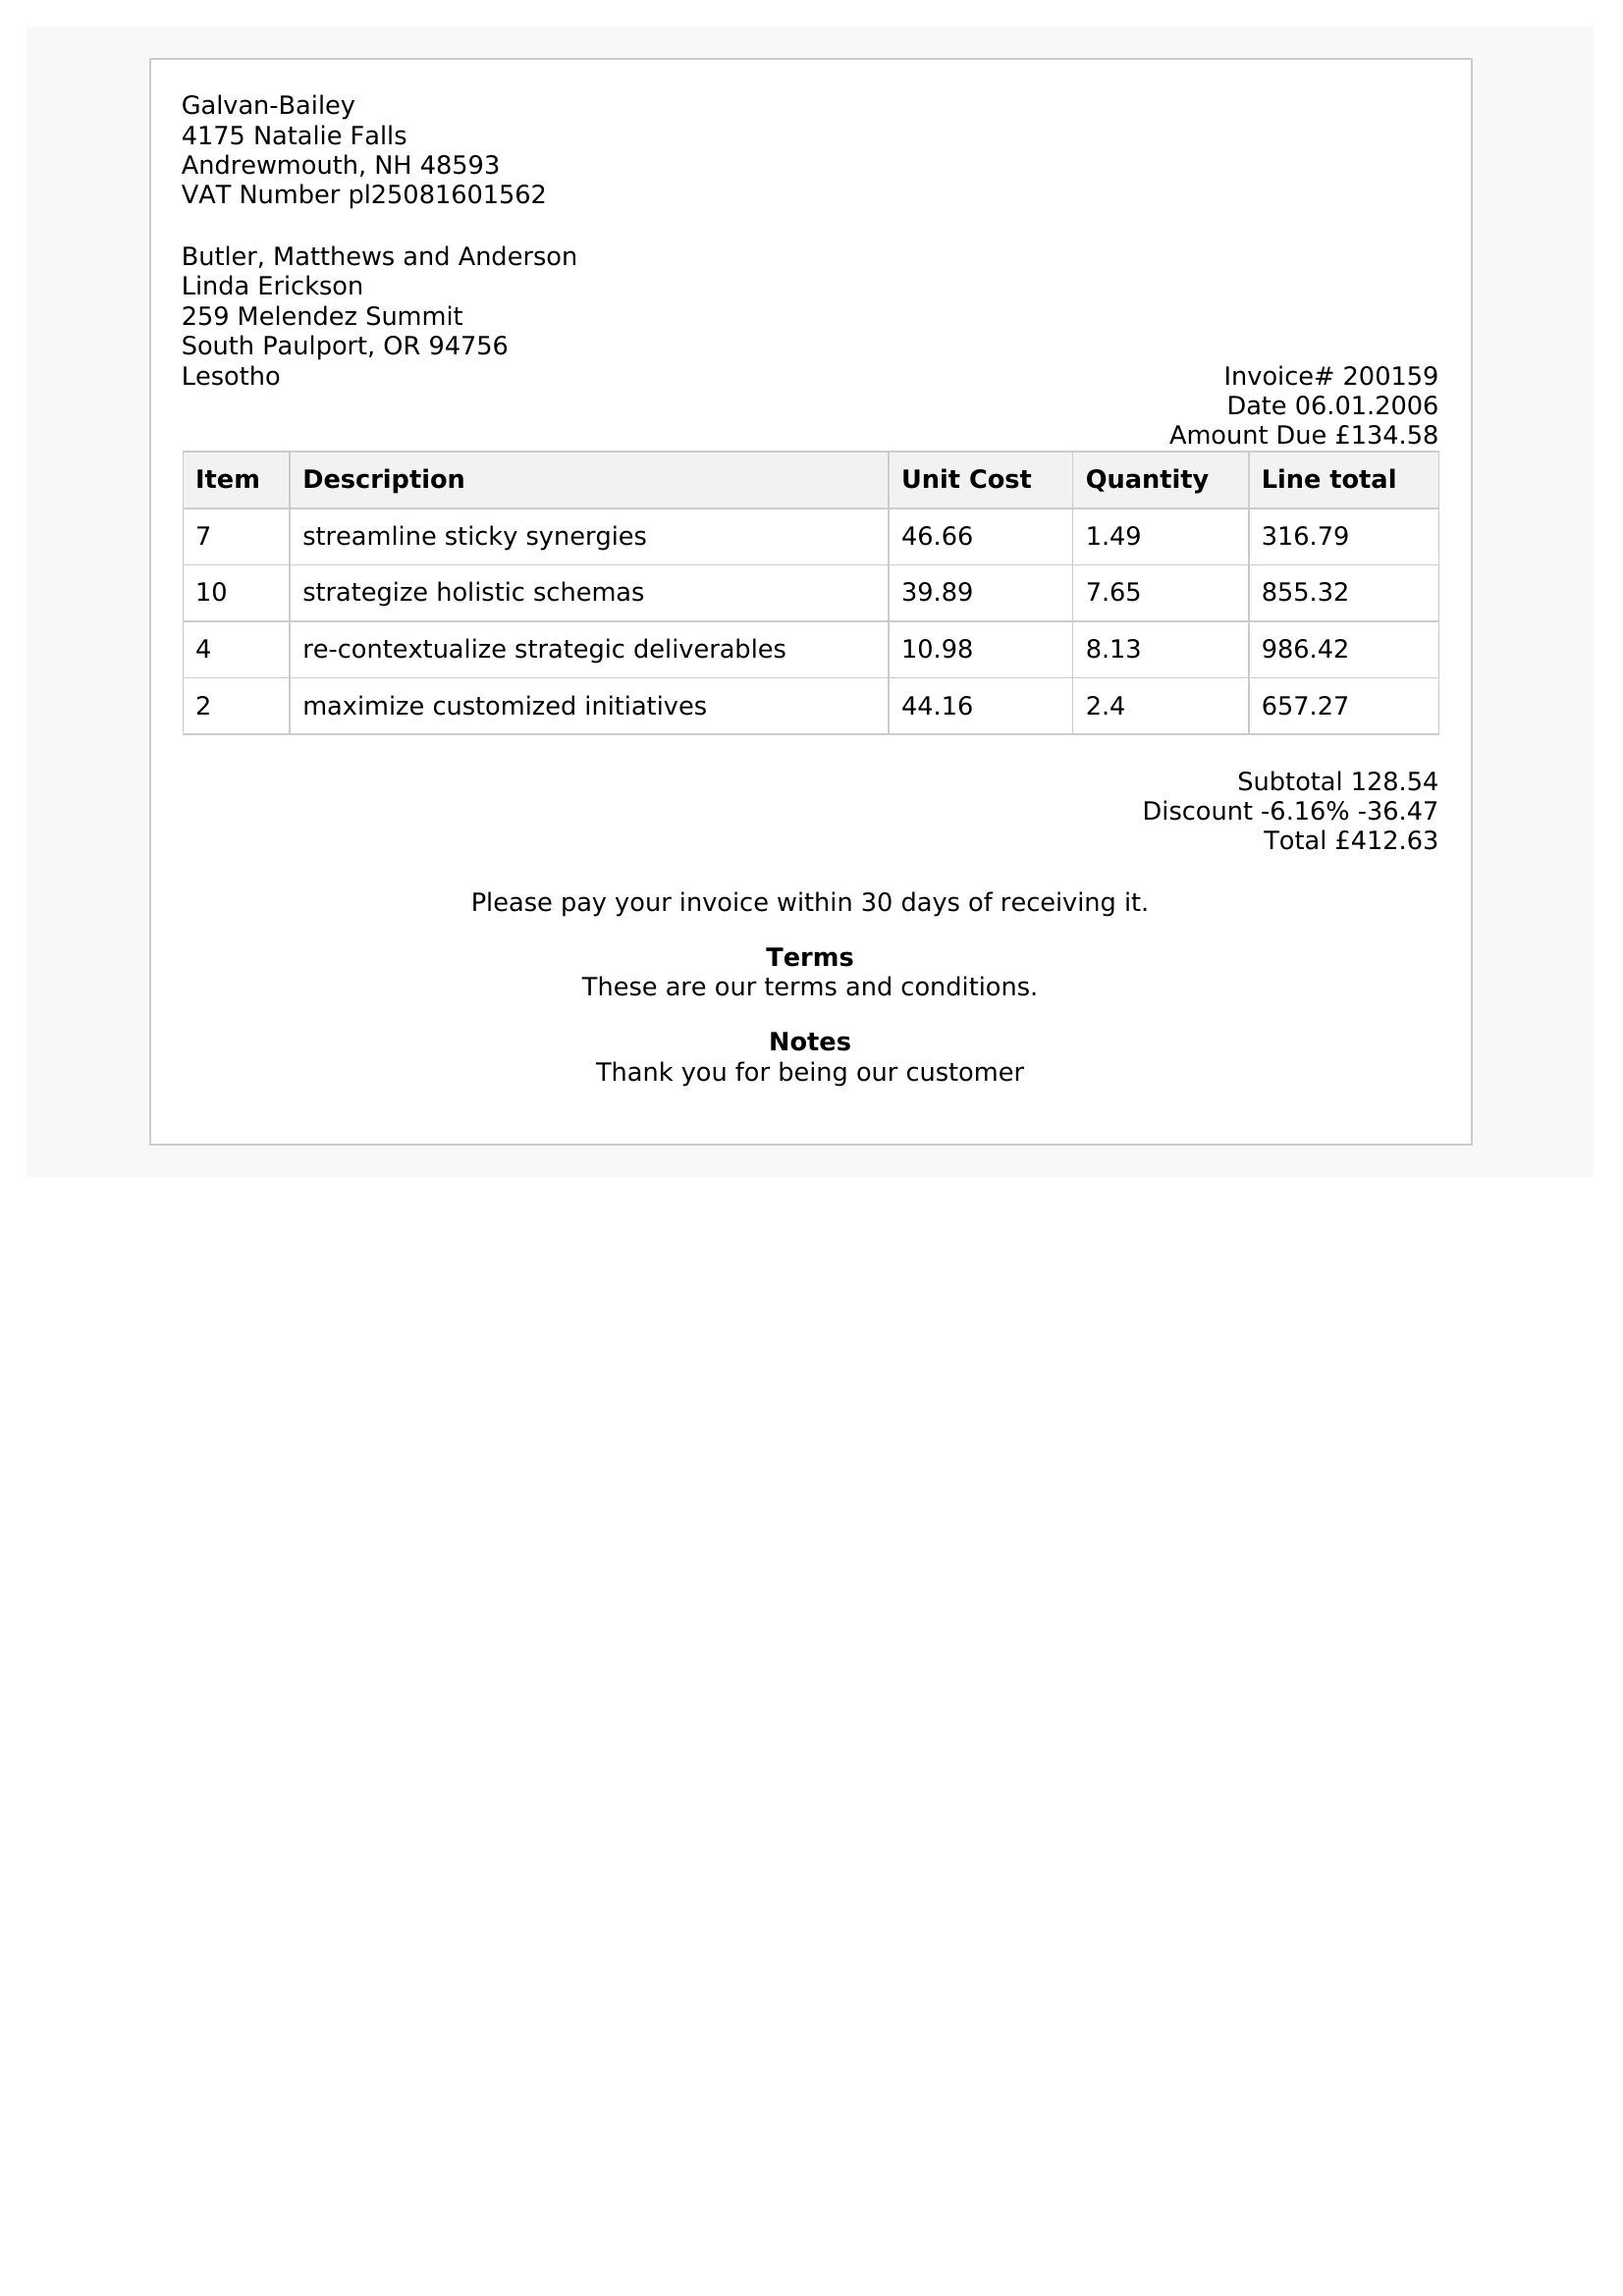 Galvan-Bailey
4175 Natalie Falls
Andrewmouth, NH 48593
VAT Number pl25081601562
Butler, Matthews and Anderson
Linda Erickson
259 Melendez Summit
South Paulport, OR 94756
Lesotho
Invoice# 200159
Date 06.01.2006
Amount Due £134.58
Item Description Unit Cost Quantity Line total
7 streamline sticky synergies 46.66 1.49 316.79
10 strategize holistic schemas 39.89 7.65 855.32
4 re-contextualize strategic deliverables 10.98 8.13 986.42
2 maximize customized initiatives 44.16 2.4 657.27
Subtotal 128.54
Discount -6.16% -36.47
Total £412.63
Please pay your invoice within 30 days of receiving it.
Terms
These are our terms and conditions.
Notes
Thank you for being our customer